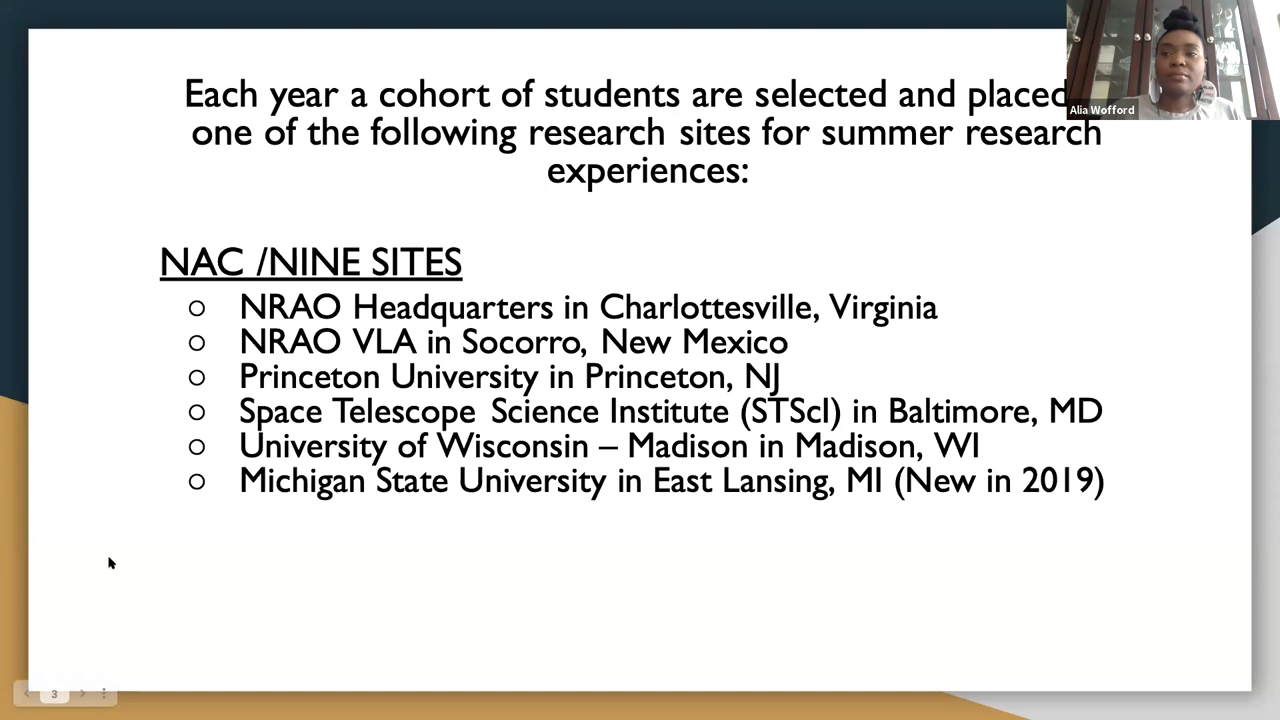 Each year a cohort of students are selected and placed
one of the following research sites for summer research
experiences:
Alia Wofford
NAC /NINE SITES
○ NRAO Headquarters in Charlottesville, Virginia
○ NRAO VLA in Socorro, New Mexico
○ Princeton University in Princeton, NJ
○ Space Telescope Science Institute (STScI) in Baltimore, MD
○ University of Wisconsin – Madison in Madison, WI
○ Michigan State University in East Lansing, MI (New in 2019)
3